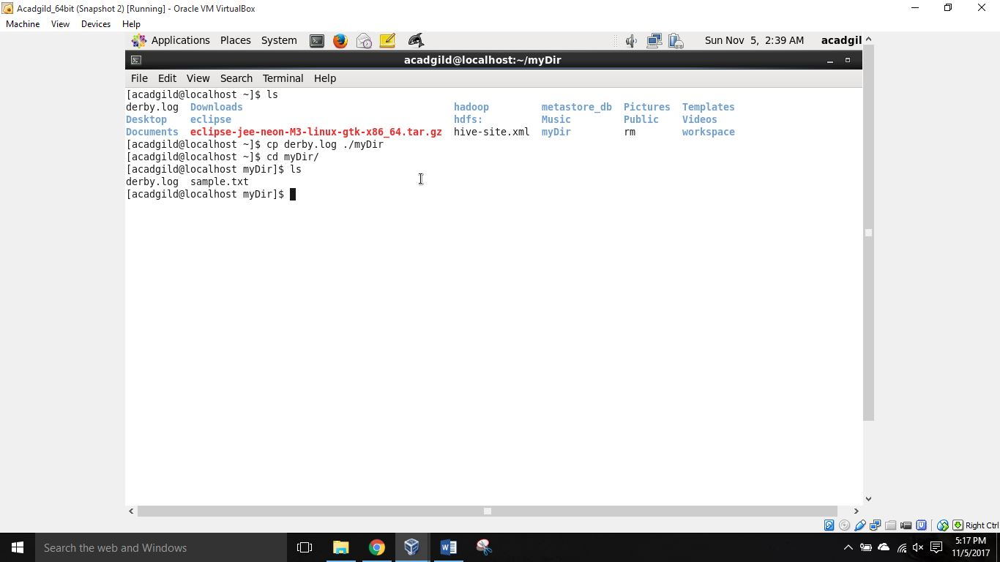 Acadgild_64bit (Snapshot 2) [Running] - Oracle VM VirtualBox
Machine View Devices Help
Applications Places System Sun Nov 5, 2:39 AM acadgil
acadgild@localhost:~/myDir
File Edit View Search Terminal Help
[acadgild@localhost ~]$ ls
derby.log Downloads hadoop metastore_db Pictures Templates
Desktop eclipse hdfs: Music Public Videos
Documents eclipse-jee-neon-M3-linux-gtk-x86_64.tar.gz hive-site.xml myDir rm workspace
[acadgild@localhost ~]$ cp derby.log ./myDir
[acadgild@localhost ~]$ cd myDir/
[acadgild@localhost myDir]$ ls
derby.log sample.txt
[acadgild@localhost myDir]$
Right Ctrl
Search the web and Windows
5:17 PM
11/5/2017